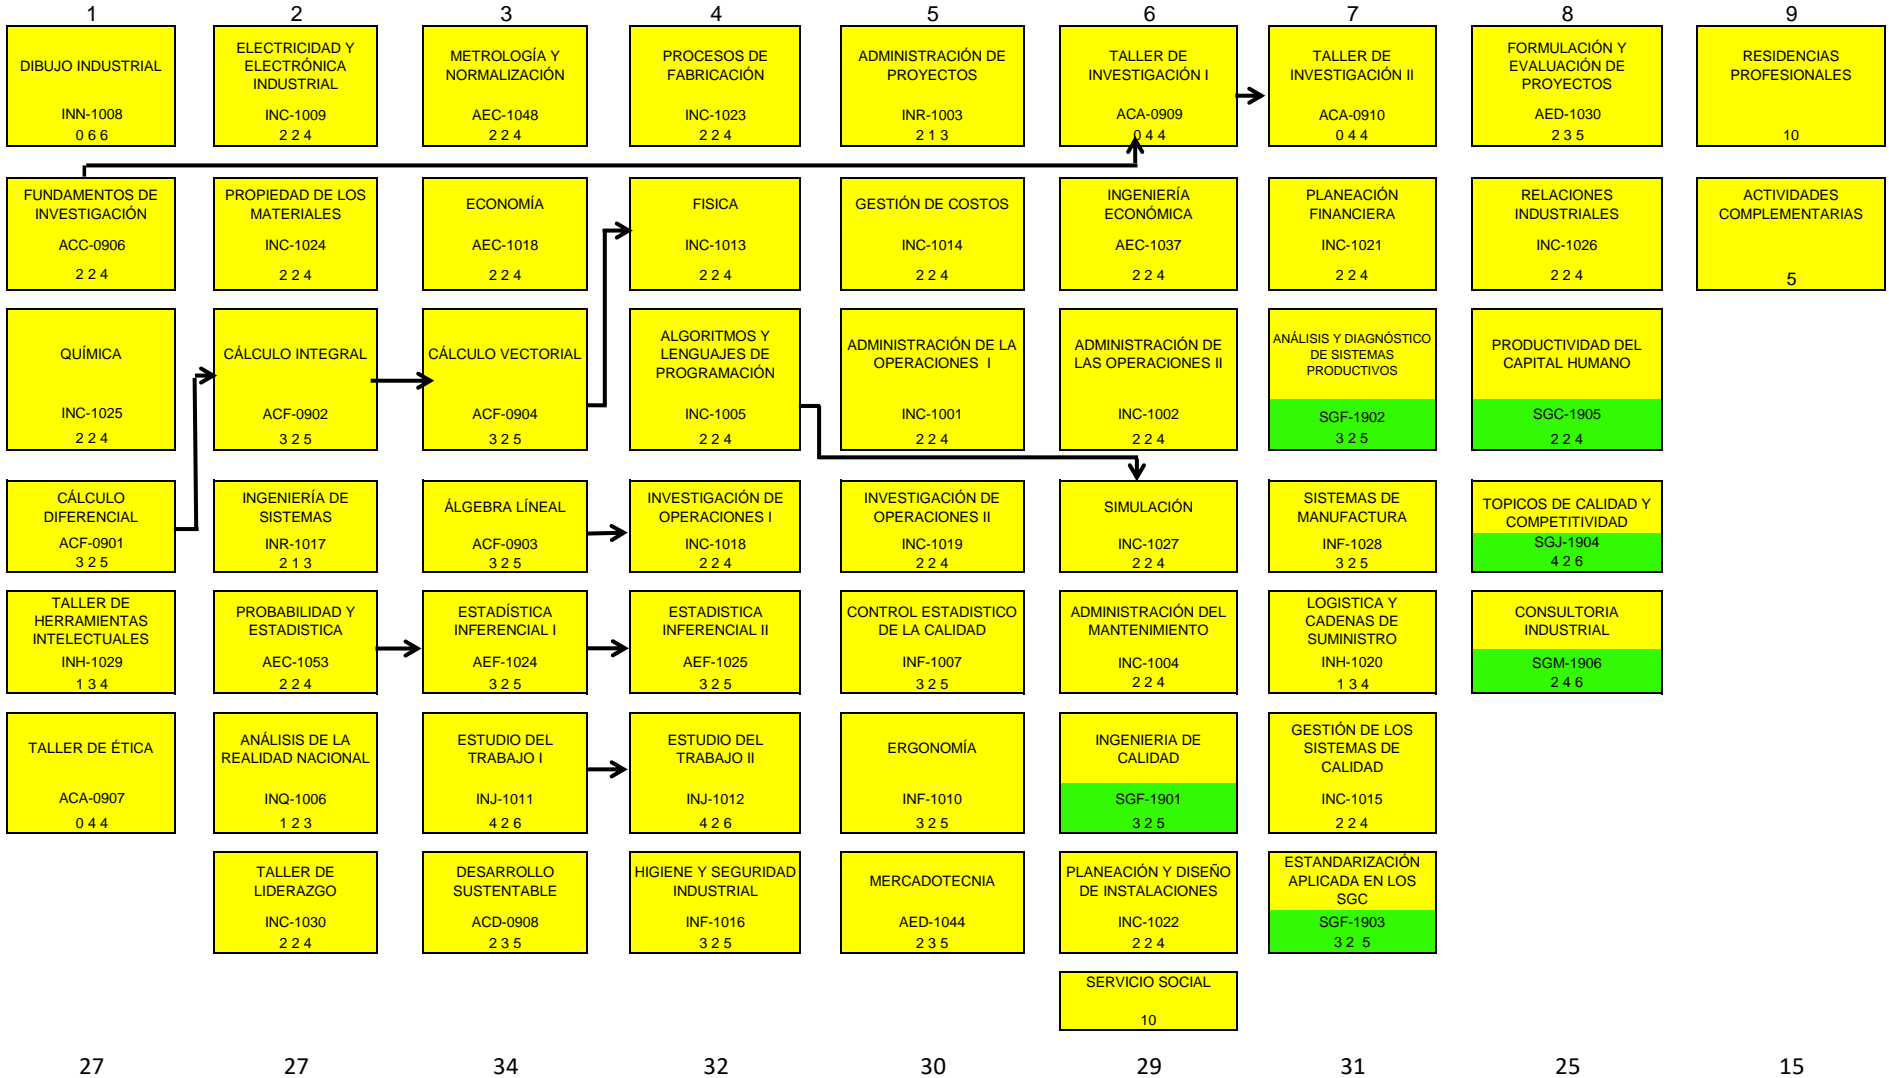 1 2 3 4 5 6 7 8 9
DIBUJO INDUSTRIAL
INN-1008
0 6 6
ELECTRICIDAD Y
ELECTRÓNICA
INDUSTRIAL
INC-1009
2 2 4
METROLOGÍA Y
NORMALIZACIÓN
AEC-1048
2 2 4
PROCESOS DE
FABRICACIÓN
INC-1023
2 2 4
ADMINISTRACIÓN DE
PROYECTOS
INR-1003
2 1 3
TALLER DE
INVESTIGACIÓN I
ACA-0909
0 4 4
TALLER DE
INVESTIGACIÓN II
ACA-0910
0 4 4
FORMULACIÓN Y
EVALUACIÓN DE
PROYECTOS
AED-1030
2 3 5
RESIDENCIAS
PROFESIONALES
10
FUNDAMENTOS DE
INVESTIGACIÓN
ACC-0906
2 2 4
PROPIEDAD DE LOS
MATERIALES
INC-1024
2 2 4
ECONOMÍA
AEC-1018
2 2 4
FISICA
INC-1013
2 2 4
GESTIÓN DE COSTOS
INC-1014
2 2 4
INGENIERÍA
ECONÓMICA
AEC-1037
2 2 4
PLANEACIÓN
FINANCIERA
INC-1021
2 2 4
RELACIONES
INDUSTRIALES
INC-1026
2 2 4
ACTIVIDADES
COMPLEMENTARIAS
5
QUÍMICA
INC-1025
2 2 4
CÁLCULO INTEGRAL
ACF-0902
3 2 5
CÁLCULO VECTORIAL
ACF-0904
3 2 5
ALGORITMOS Y
LENGUAJES DE
PROGRAMACIÓN
INC-1005
2 2 4
ADMINISTRACIÓN DE LA
OPERACIONES I
INC-1001
2 2 4
ADMINISTRACIÓN DE
LAS OPERACIONES II
INC-1002
2 2 4
ANÁLISIS Y DIAGNÓSTICO
DE SISTEMAS
PRODUCTIVOS
SGF-1902
3 2 5
PRODUCTIVIDAD DEL
CAPITAL HUMANO
SGC-1905
2 2 4
CÁLCULO
DIFERENCIAL
ACF-0901
3 2 5
INGENIERÍA DE
SISTEMAS
INR-1017
2 1 3
ÁLGEBRA LÍNEAL
ACF-0903
3 2 5
INVESTIGACIÓN DE
OPERACIONES I
INC-1018
2 2 4
INVESTIGACIÓN DE
OPERACIONES II
INC-1019
2 2 4
SIMULACIÓN
INC-1027
2 2 4
SISTEMAS DE
MANUFACTURA
INF-1028
3 2 5
TOPICOS DE CALIDAD Y
COMPETITIVIDAD
SGJ-1904
4 2 6
TALLER DE
HERRAMIENTAS
INTELECTUALES
INH-1029
1 3 4
PROBABILIDAD Y
ESTADISTICA
AEC-1053
2 2 4
ESTADÍSTICA
INFERENCIAL I
AEF-1024
3 2 5
ESTADISTICA
INFERENCIAL II
AEF-1025
3 2 5
CONTROL ESTADISTICO
DE LA CALIDAD
INF-1007
3 2 5
ADMINISTRACIÓN DEL
MANTENIMIENTO
INC-1004
2 2 4
LOGISTICA Y
CADENAS DE
SUMINISTRO
INH-1020
1 3 4
CONSULTORIA
INDUSTRIAL
SGM-1906
2 4 6
TALLER DE ÉTICA
ACA-0907
0 4 4
ANÁLISIS DE LA
REALIDAD NACIONAL
INQ-1006
1 2 3
ESTUDIO DEL
TRABAJO I
INJ-1011
4 2 6
ESTUDIO DEL
TRABAJO II
INJ-1012
4 2 6
ERGONOMÍA
INF-1010
3 2 5
INGENIERIA DE
CALIDAD
SGF-1901
3 2 5
GESTIÓN DE LOS
SISTEMAS DE
CALIDAD
INC-1015
2 2 4
TALLER DE
LIDERAZGO
INC-1030
2 2 4
DESARROLLO
SUSTENTABLE
ACD-0908
2 3 5
HIGIENE Y SEGURIDAD
INDUSTRIAL
INF-1016
3 2 5
MERCADOTECNIA
AED-1044
2 3 5
PLANEACIÓN Y DISEÑO
DE INSTALACIONES
INC-1022
2 2 4
ESTANDARIZACIÓN
APLICADA EN LOS
SGC
SGF-1903
3 2 5
SERVICIO SOCIAL
10
27 27 34 32 30 29 31 25 15